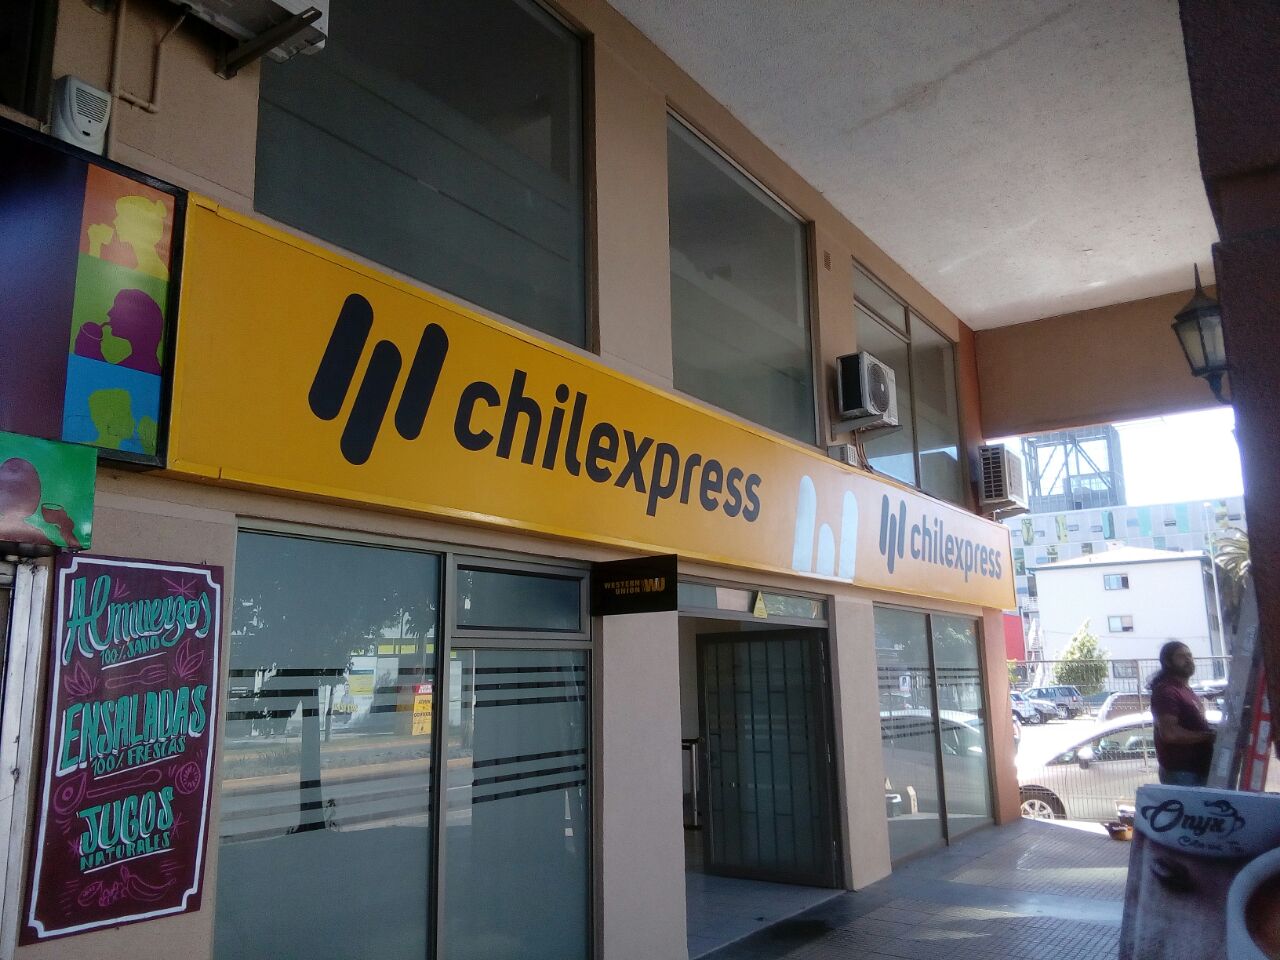 chilexpress
chilexpress
WESTERN
UNION WU
Almuerzos
100% SANO
ENSALADAS
100% FRESCAS
JUGOS
NATURALES
Onyx